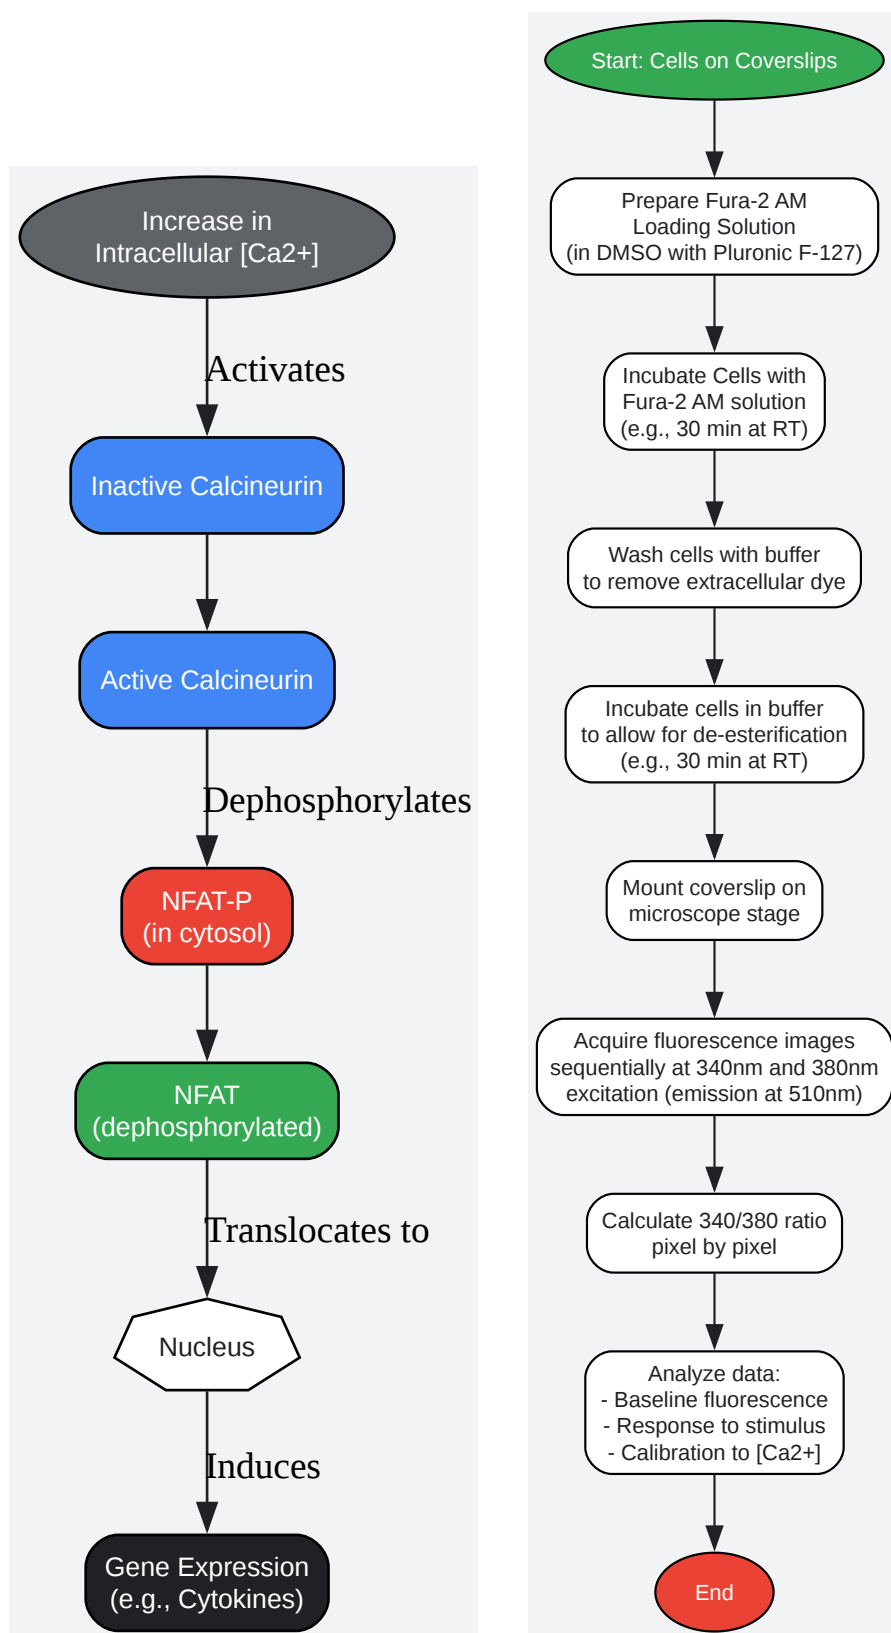 Increase in
Intracellular [Ca2+]
Activates
Inactive Calcineurin
Active Calcineurin
Dephosphorylates
NFAT-P
(in cytosol)
NFAT
(dephosphorylated)
Translocates to
Nucleus
Induces
Gene Expression
(e.g., Cytokines)
Start: Cells on Coverslips
Prepare Fura-2 AM
Loading Solution
(in DMSO with Pluronic F-127)
Incubate Cells with
Fura-2 AM solution
(e.g., 30 min at RT)
Wash cells with buffer
to remove extracellular dye
Incubate cells in buffer
to allow for de-esterification
(e.g., 30 min at RT)
Mount coverslip on
microscope stage
Acquire fluorescence images
sequentially at 340nm and 380nm
excitation (emission at 510nm)
Calculate 340/380 ratio
pixel by pixel
Analyze data:
- Baseline fluorescence
- Response to stimulus
- Calibration to [Ca2+]
End